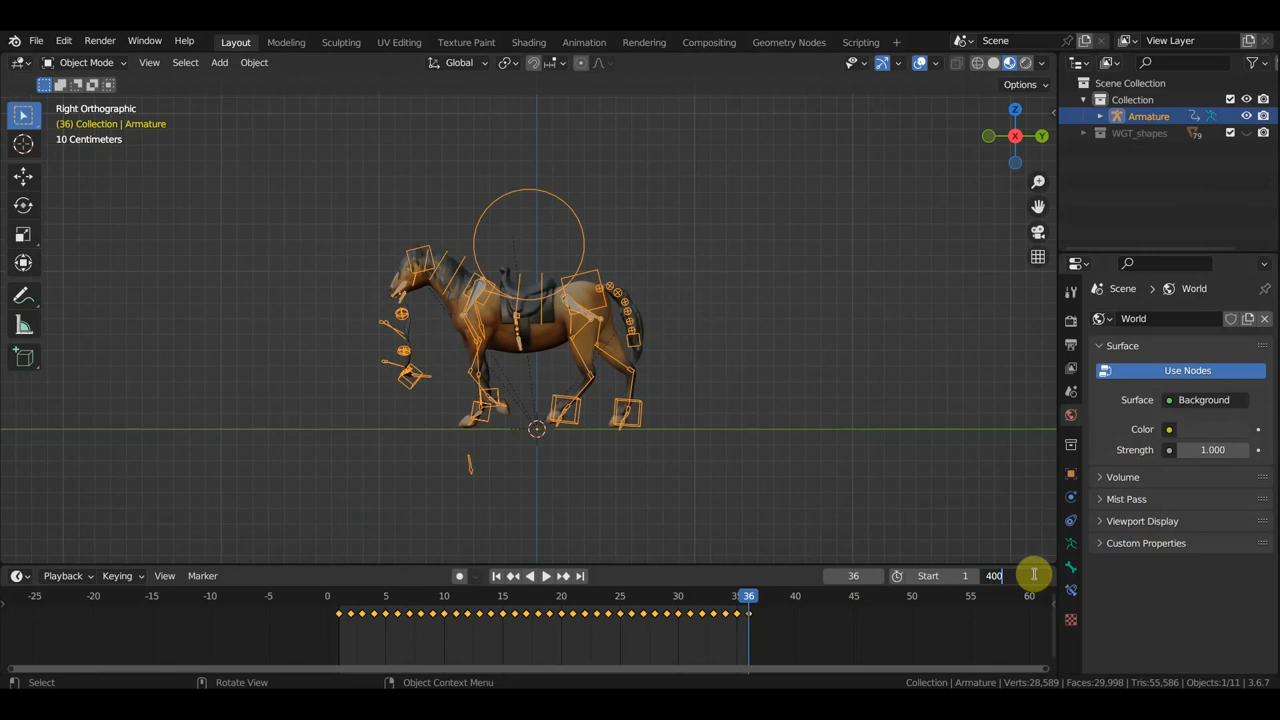 File Edit Render Window Help Layout Modeling Sculpting UV Editing Texture Paint Shading Animation Rendering Compositing Geometry Nodes Scripting + Scene View Layer
Object Mode View Select Add Object Global
Options
Right Orthographic
(36) Collection | Armature
10 Centimeters
Z
Y
X
Scene Collection
Collection
Armature
WGT_shapes 79
Scene > World
World
Surface
Use Nodes
Surface Background
Color
Strength 1.000
Volume
Mist Pass
Viewport Display
Custom Properties
Playback Keying View Marker 36 Start 1 400
-25 -20 -15 -10 -5 0 5 10 15 20 25 30 36 40 45 50 55 60
Select Rotate View Object Context Menu Collection | Armature | Verts:28,589 | Faces:29,998 | Tris:55,586 | Objects:1/11 | 3.6.7